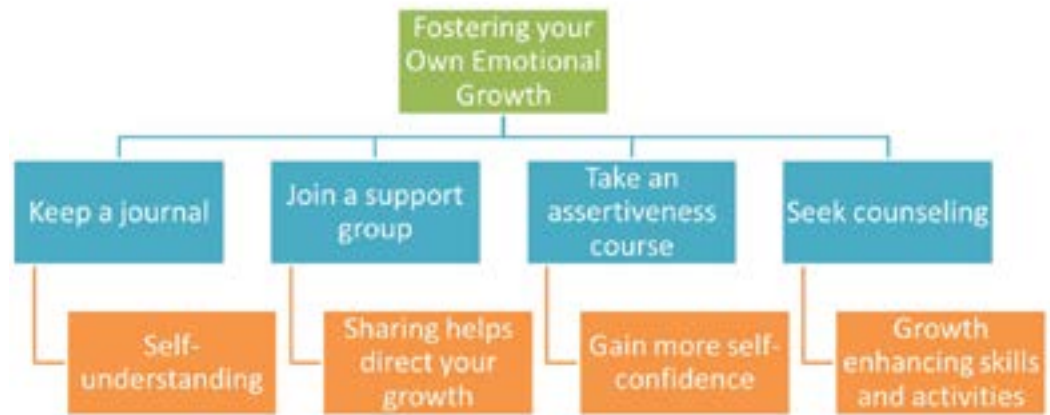 Fostering your
Own Emotional
Growth
Keep a journal
Join a support
group
Take an
assertiveness
course
Seek counseling
Self-
understanding
Sharing helps
direct your
growth
Gain more self-
confidence
Growth
enhancing skills
and activities